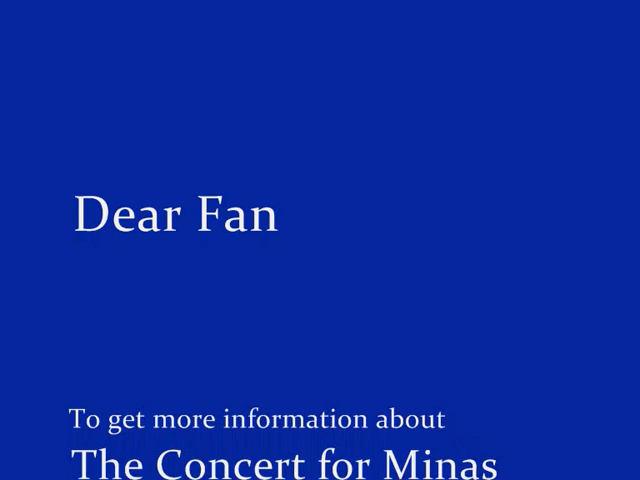 Dear Fan
To get more information about
The Concert for Minas